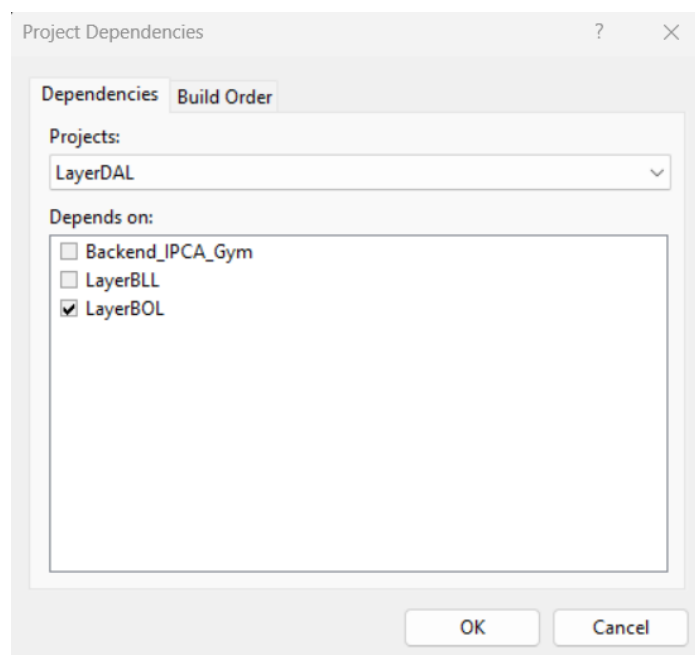 Project Dependencies
Dependencies Build Order
Projects:
LayerDAL
Depends on:
Backend_IPCA_Gym
LayerBLL
LayerBOL
OK Cancel